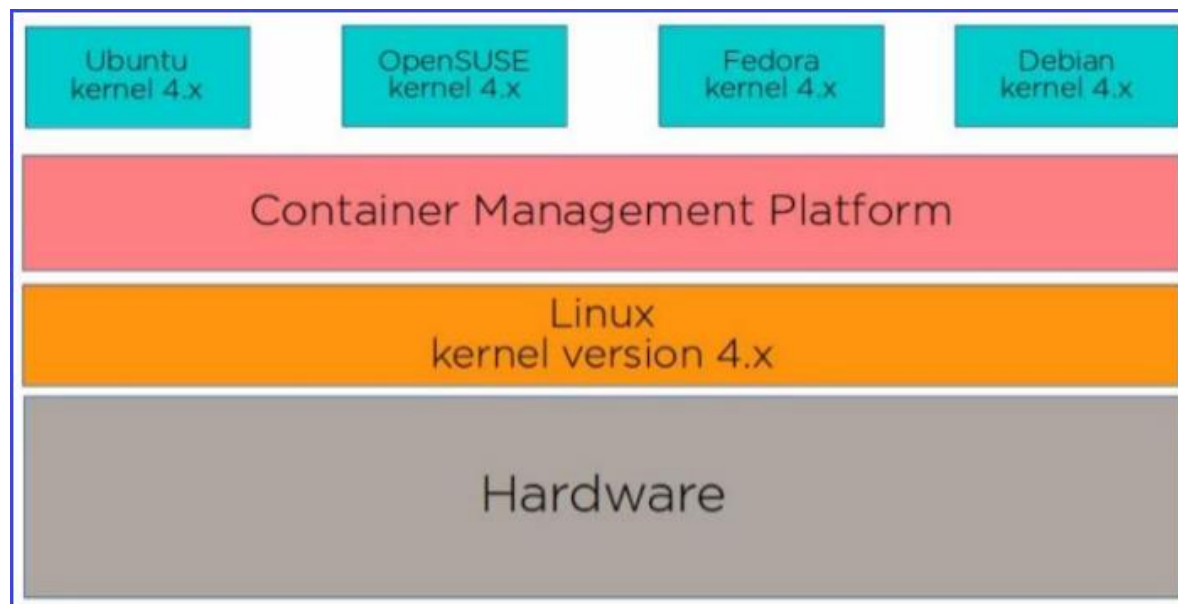 Ubuntu
kernel 4.x
OpenSUSE
kernel 4.x
Fedora
kernel 4.x
Debian
kernel 4.x
Container Management Platform
Linux
kernel version 4.x
Hardware